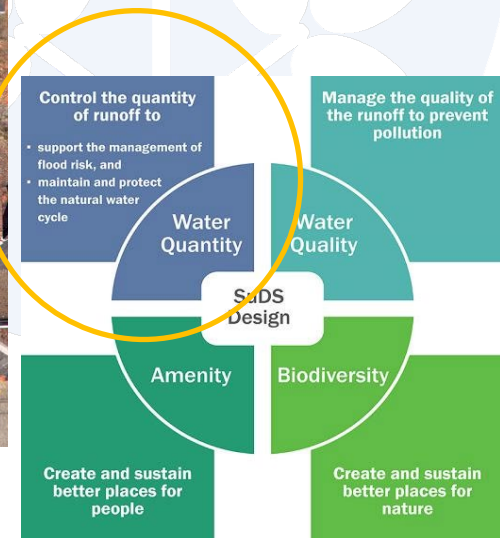 Control the quantity
of runoff to
• support the management of
flood risk, and
• maintain and protect
the natural water
cycle
Manage the quality of
the runoff to prevent
pollution
Water
Quantity
Water
Quality
SuDS
Design
Amenity
Biodiversity
Create and sustain
better places for
people
Create and sustain
better places for
nature